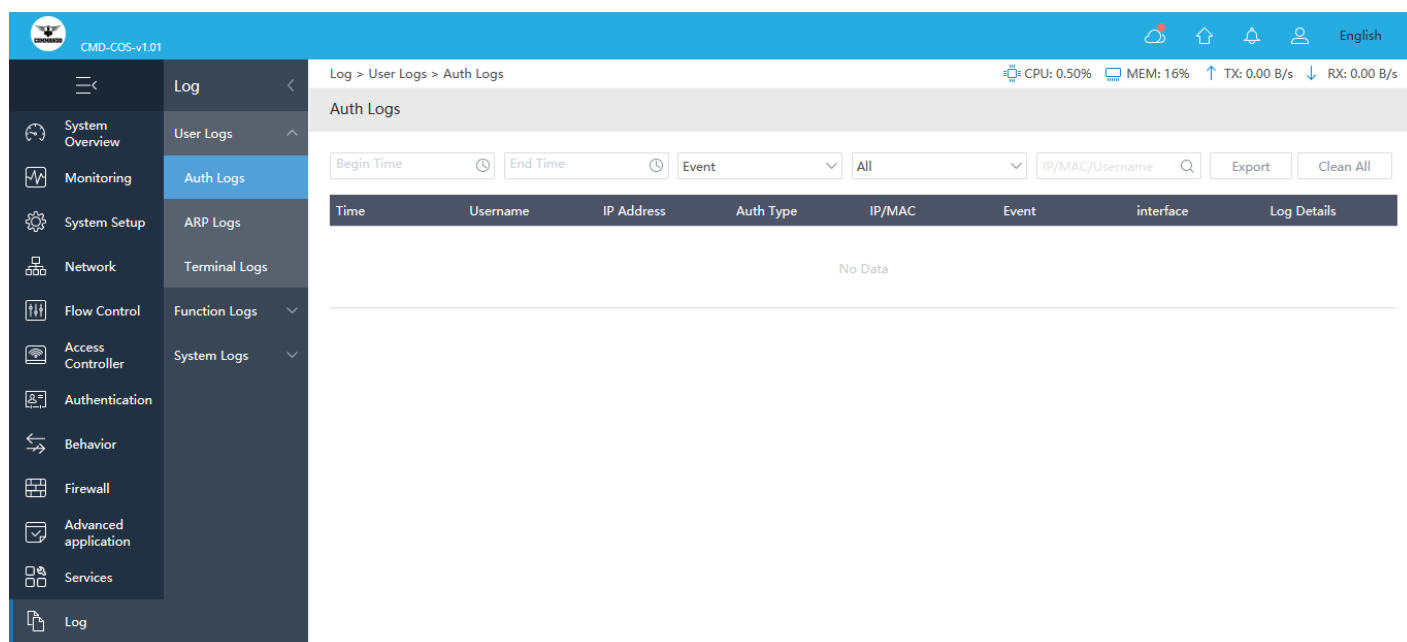 COMMANDO
CMD-COS-v1.01
English
Log
Log > User Logs > Auth Logs
CPU: 0.50% MEM: 16% TX: 0.00 B/s RX: 0.00 B/s
Auth Logs
System
Overview
Monitoring
System Setup
Network
Flow Control
Access
Controller
Authentication
Behavior
Firewall
Advanced
application
Services
Log
User Logs
Auth Logs
ARP Logs
Terminal Logs
Function Logs
System Logs
Begin Time End Time Event All IP/MAC/Username Export Clean All
Time Username IP Address Auth Type IP/MAC Event interface Log Details
No Data